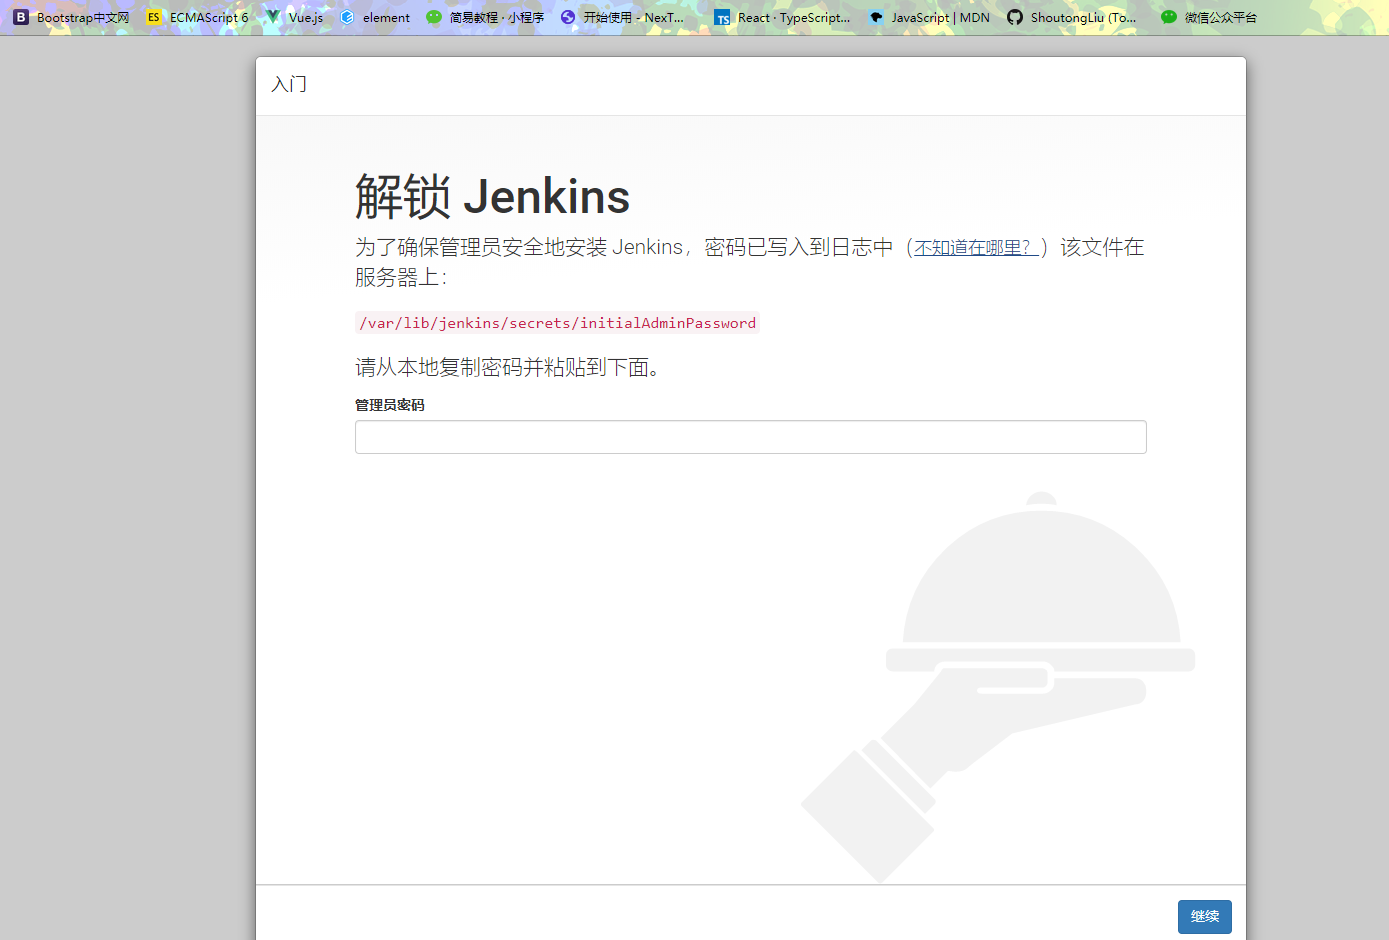 B Bootstrap中文网 ES ECMAScript 6 Vue.js element 简易教程 · 小程序 开始使用 - NexT... TS React · TypeScript... JavaScript | MDN ShoutongLiu (To... 微信公众平台
入门
解锁 Jenkins
为了确保管理员安全地安装 Jenkins，密码已写入到日志中（不知道在哪里？）该文件在
服务器上：
/var/lib/jenkins/secrets/initialAdminPassword
请从本地复制密码并粘贴到下面。
管理员密码
继续